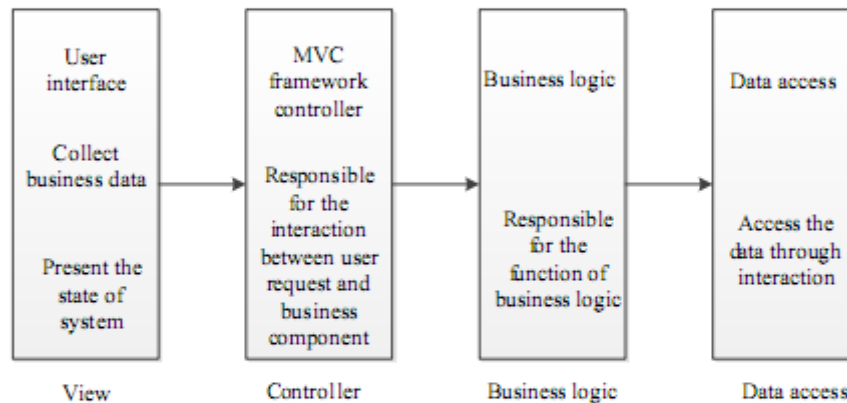 User
interface
Collect
business data
Present the
state of
system
MVC
framework
controller
Responsible
for the
interaction
between user
request and
business
component
Business logic
Responsible
for the
function of
business logic
Data access
Access the
data through
interaction
View
Controller
Business logic
Data access